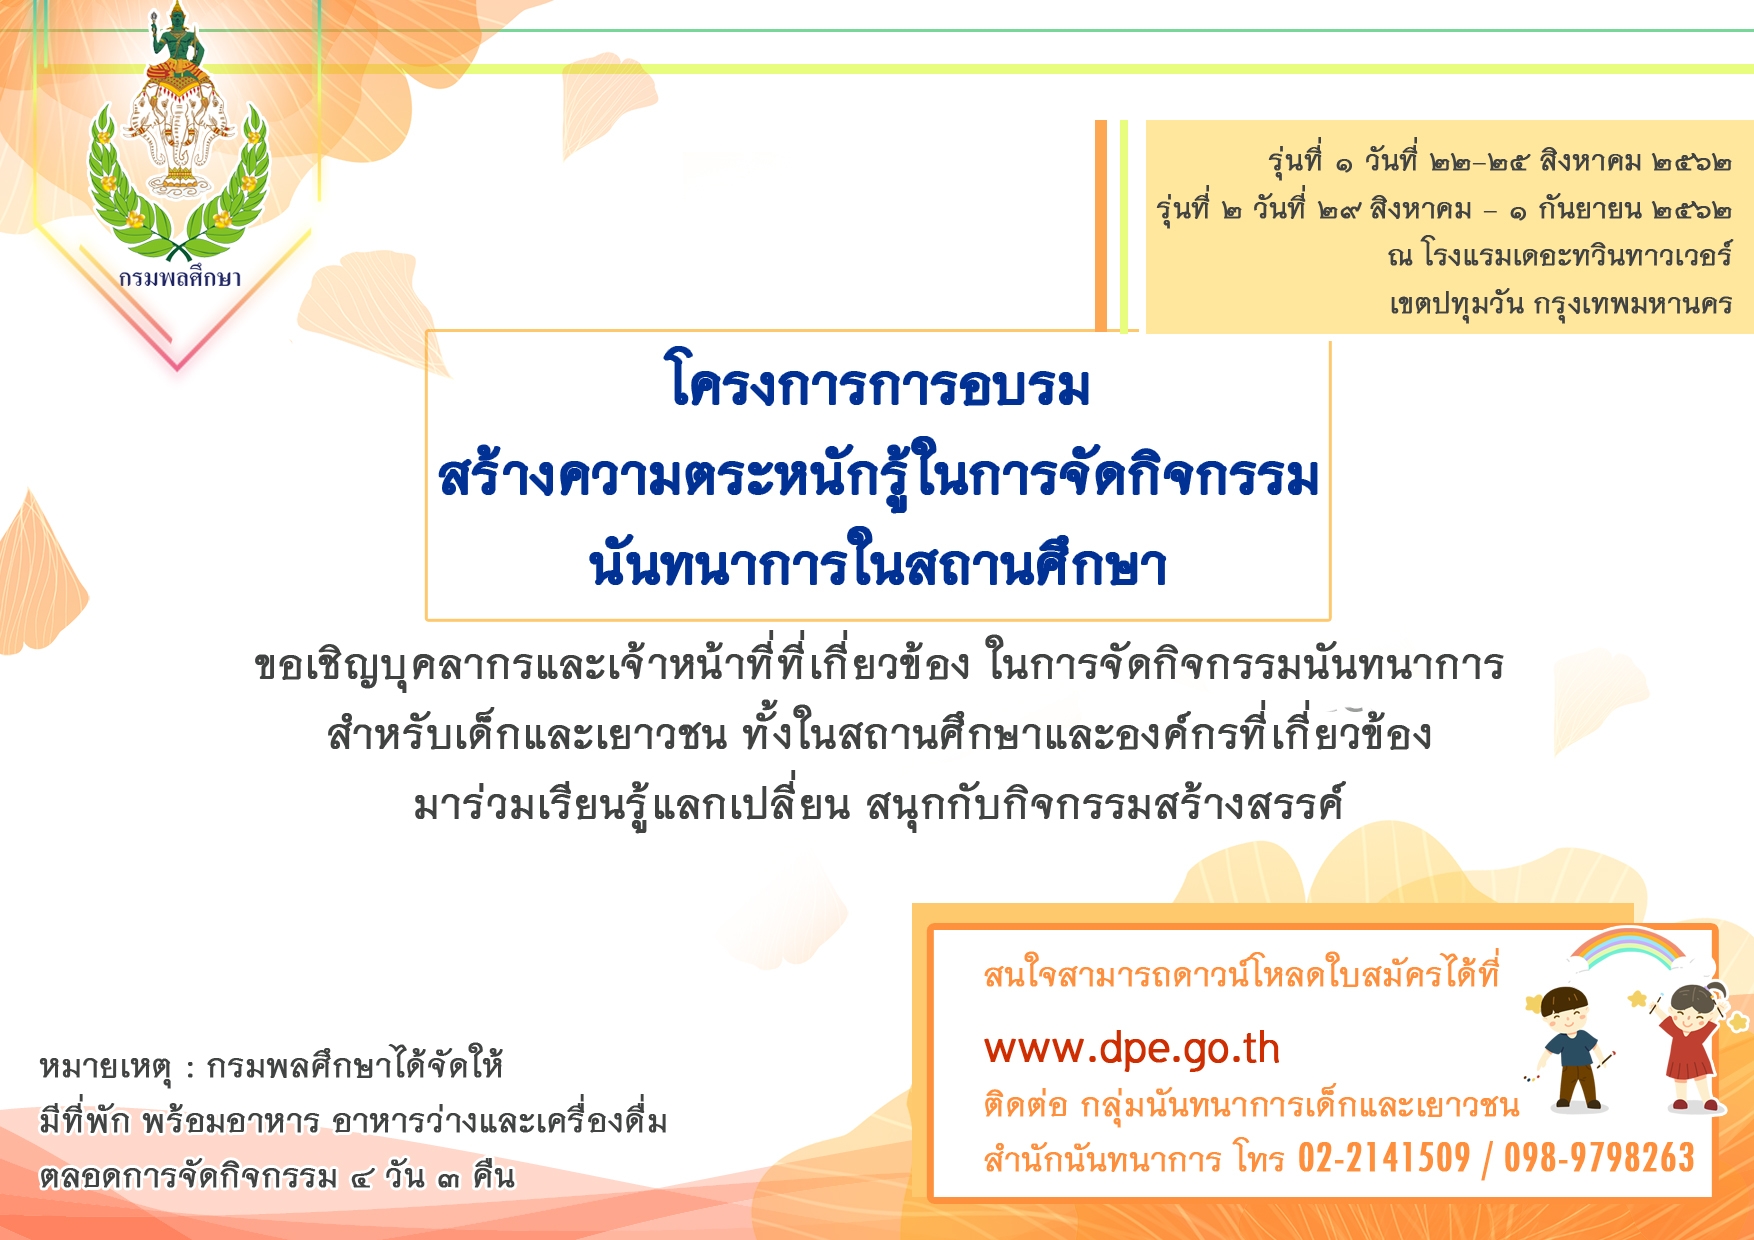 กรมพลศึกษา
รุ่นที่ ๑ วันที่ ๒๒-๒๕ สิงหาคม ๒๕๖๒
รุ่นที่ ๒ วันที่ ๒๙ สิงหาคม - ๑ กันยายน ๒๕๖๒
ณ โรงแรมเดอะทวินทาวเวอร์
เขตปทุมวัน กรุงเทพมหานคร
โครงการการอบรม
สร้างความตระหนักรู้ในการจัดกิจกรรม
นันทนาการในสถานศึกษา
ขอเชิญบุคลากรและเจ้าหน้าที่ที่เกี่ยวข้อง ในการจัดกิจกรรมนันทนาการ
สำหรับเด็กและเยาวชน ทั้งในสถานศึกษาและองค์กรที่เกี่ยวข้อง
มาร่วมเรียนรู้แลกเปลี่ยน สนุกกับกิจกรรมสร้างสรรค์
หมายเหตุ : กรมพลศึกษาได้จัดให้
มีที่พัก พร้อมอาหาร อาหารว่างและเครื่องดื่ม
ตลอดการจัดกิจกรรม ๔ วัน ๓ คืน
สนใจสามารถดาวน์โหลดใบสมัครได้ที่
www.dpe.go.th
ติดต่อ กลุ่มนันทนาการเด็กและเยาวชน
สำนักนันทนาการ โทร 02-2141509 / 098-9798263